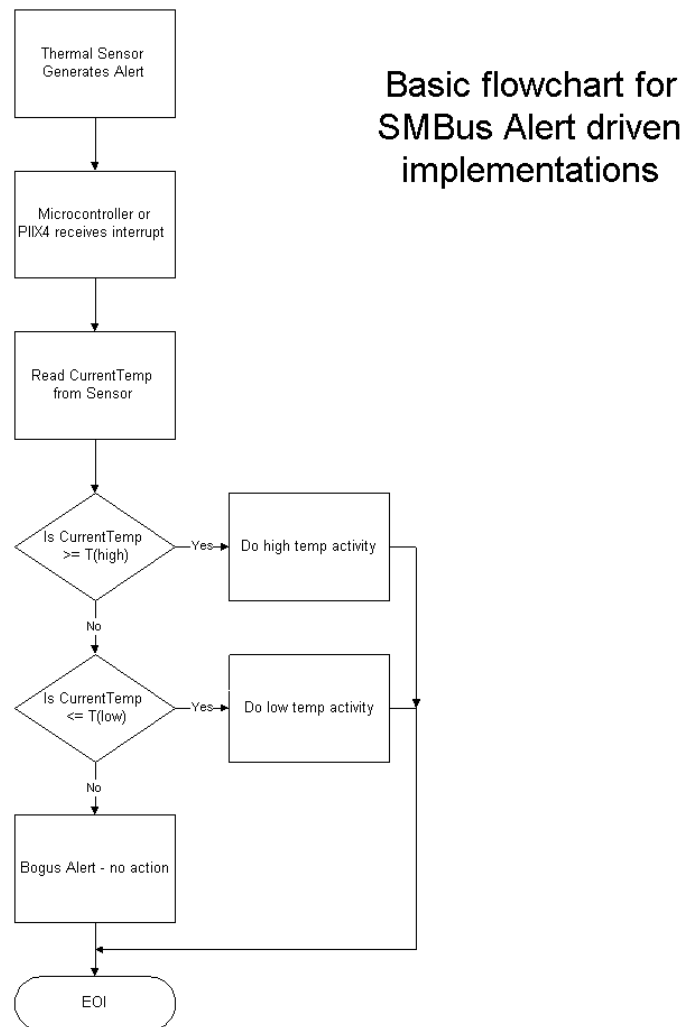 Thermal Sensor
Generates Alert
Basic flowchart for
SMBus Alert driven
implementations
Microcontroller or
PIIX4 receives interrupt
Read CurrentTemp
from Sensor
Is CurrentTemp
>= T(high)
Yes
Do high temp activity
No
Is CurrentTemp
<= T(low)
Yes
Do low temp activity
No
Bogus Alert - no action
EOI